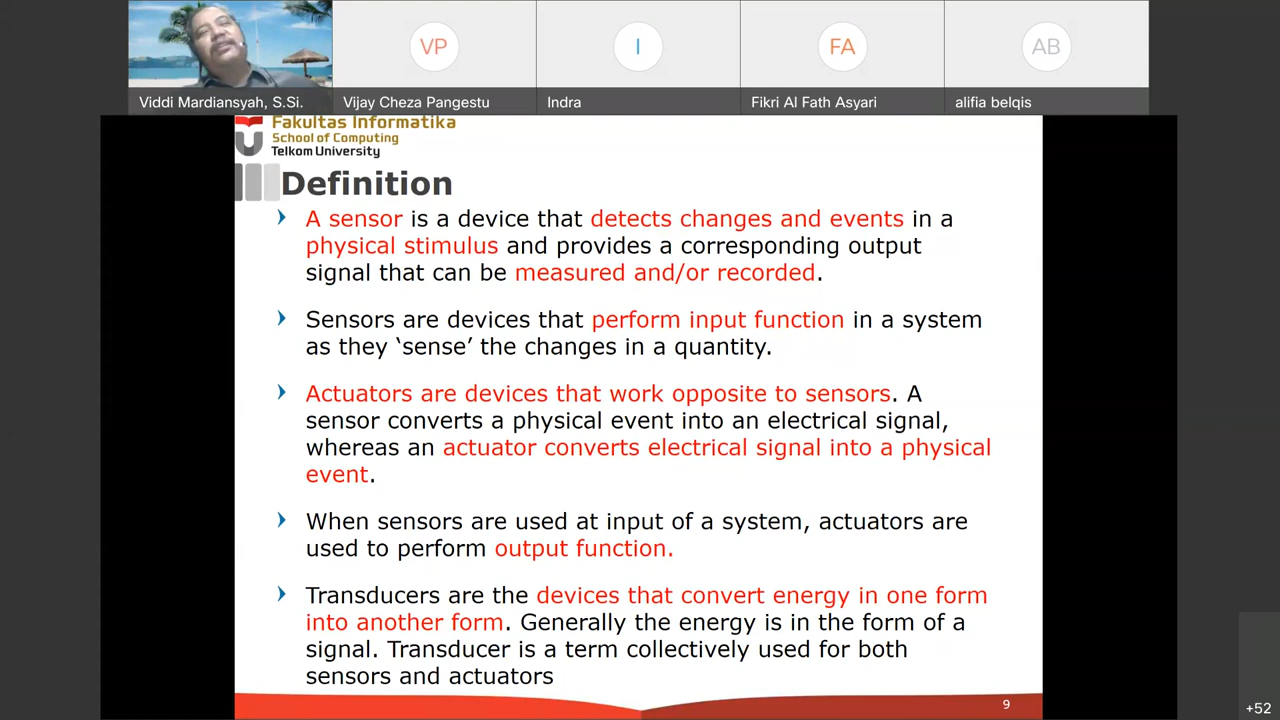 VP
I
FA
AB
Viddi Mardiansyah, S.Si.
Vijay Cheza Pangestu
Indra
Fikri Al Fath Asyari
alifia belqis
Fakultas Informatika
School of Computing
Telkom University
Definition
A sensor is a device that detects changes and events in a
physical stimulus and provides a corresponding output
signal that can be measured and/or recorded.
Sensors are devices that perform input function in a system
as they ‘sense’ the changes in a quantity.
Actuators are devices that work opposite to sensors. A
sensor converts a physical event into an electrical signal,
whereas an actuator converts electrical signal into a physical
event.
When sensors are used at input of a system, actuators are
used to perform output function.
Transducers are the devices that convert energy in one form
into another form. Generally the energy is in the form of a
signal. Transducer is a term collectively used for both
sensors and actuators
9
+52